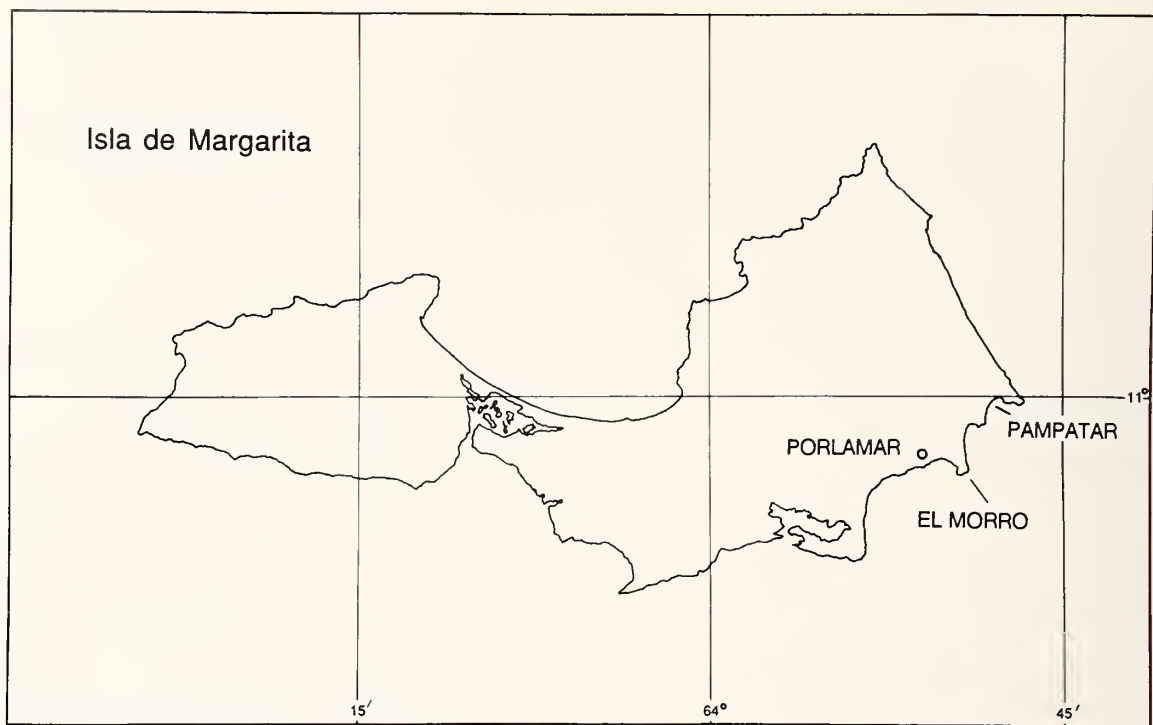 Isla de Margarita
11°
PAMPATAR
PORLAMAR
EL MORRO
15′
64°
45′